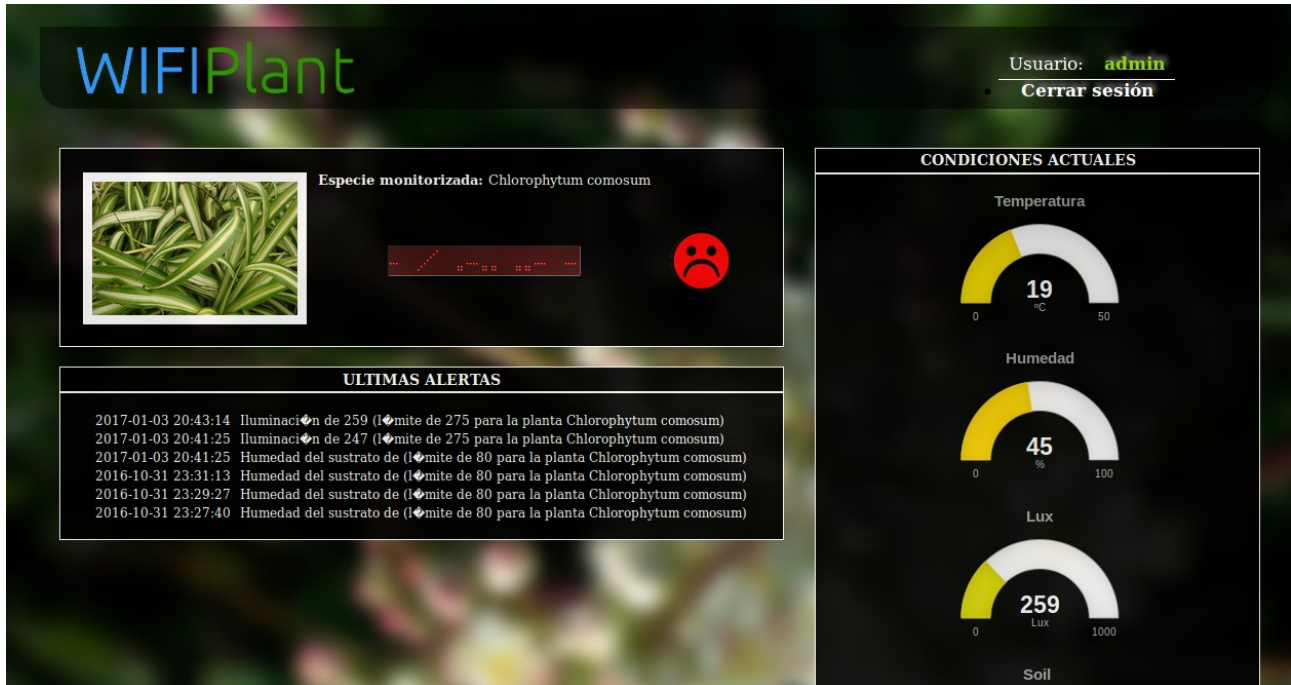 WIFIPlant
Usuario: admin
Cerrar sesión
Especie monitorizada: Chlorophytum comosum
ULTIMAS ALERTAS
2017-01-03 20:43:14 Iluminaci�n de 259 (l�mite de 275 para la planta Chlorophytum comosum)
2017-01-03 20:41:25 Iluminaci�n de 247 (l�mite de 275 para la planta Chlorophytum comosum)
2017-01-03 20:41:25 Humedad del sustrato de (l�mite de 80 para la planta Chlorophytum comosum)
2016-10-31 23:31:13 Humedad del sustrato de (l�mite de 80 para la planta Chlorophytum comosum)
2016-10-31 23:29:27 Humedad del sustrato de (l�mite de 80 para la planta Chlorophytum comosum)
2016-10-31 23:27:40 Humedad del sustrato de (l�mite de 80 para la planta Chlorophytum comosum)
CONDICIONES ACTUALES
Temperatura
19
ºC
0 50
Humedad
45
%
0 100
Lux
259
Lux
0 1000
Soil